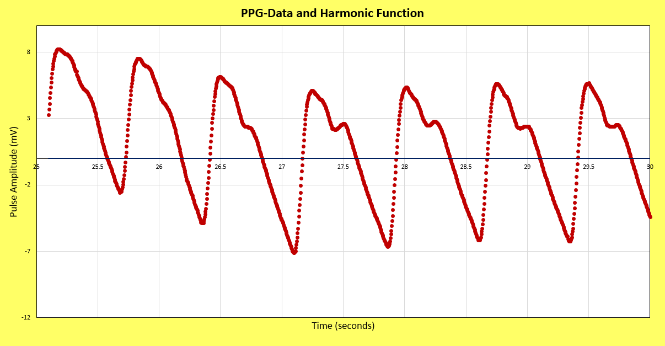 PPG-Data and Harmonic Function
8
3
25 25.5 26 26.5 27 27.5 28 28.5 29 29.5 30
-2
-7
-12
Pulse Amplitude (mV)
Time (seconds)